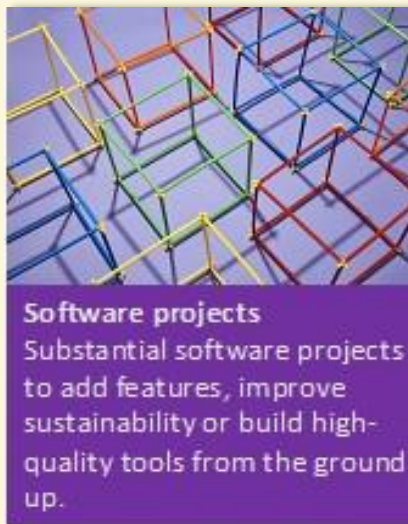 Software projects
Substantial software projects
to add features, improve
sustainability or build high-
quality tools from the ground
up.